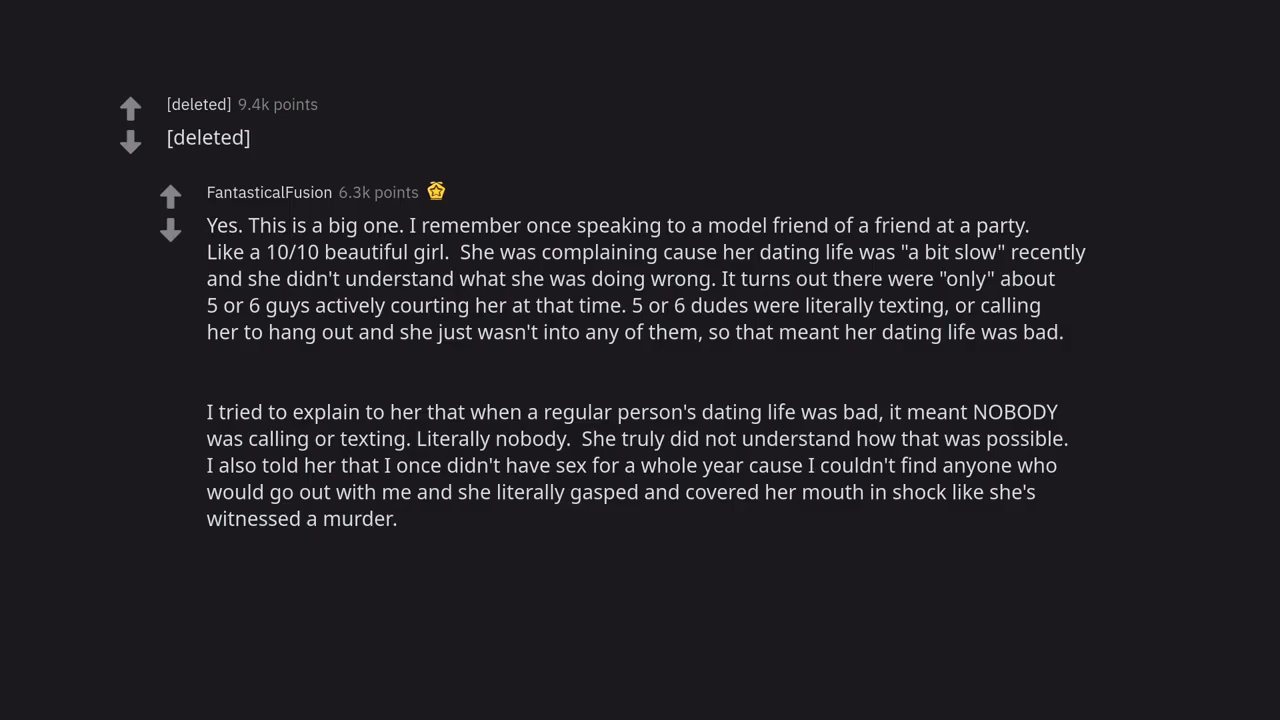 [deleted] 9.4k points
[deleted]
FantasticalFusion 6.3k points
Yes. This is a big one. I remember once speaking to a model friend of a friend at a party.
Like a 10/10 beautiful girl.  She was complaining cause her dating life was "a bit slow" recently
and she didn't understand what she was doing wrong. It turns out there were "only" about
5 or 6 guys actively courting her at that time. 5 or 6 dudes were literally texting, or calling
her to hang out and she just wasn't into any of them, so that meant her dating life was bad.
I tried to explain to her that when a regular person's dating life was bad, it meant NOBODY
was calling or texting. Literally nobody.  She truly did not understand how that was possible.
I also told her that I once didn't have sex for a whole year cause I couldn't find anyone who
would go out with me and she literally gasped and covered her mouth in shock like she's
witnessed a murder.